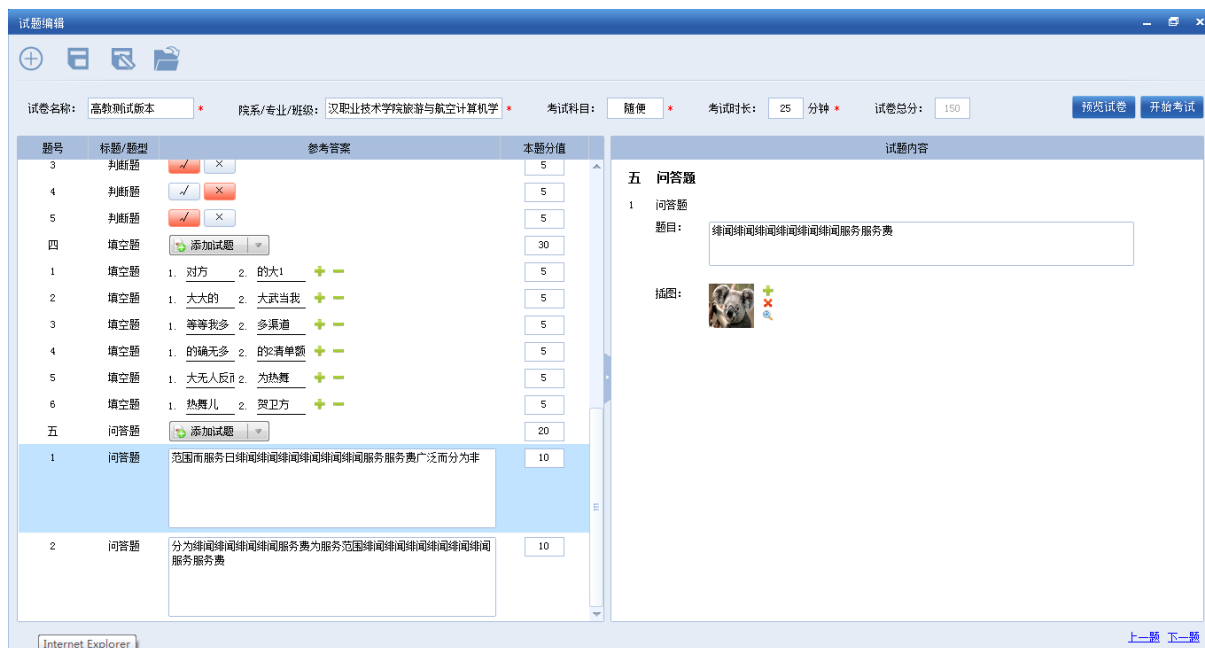 试题编辑
试卷名称: 高教测试版本 * 院系/专业/班级: 汉职业技术学院旅游与航空计算机学 * 考试科目: 随便 * 考试时长: 25 分钟 * 试卷总分: 150 预览试卷 开始考试
题号 标题/题型 参考答案 本题分值 试题内容
3 判断题 √ × 5
4 判断题 √ × 5
5 判断题 √ × 5
四 填空题 添加试题 30
1 填空题 1. 对方 2. 的大1 5
2 填空题 1. 大大的 2. 大武当我 5
3 填空题 1. 等等我多 2. 多渠道 5
4 填空题 1. 的确无多 2. 的2清单额 5
5 填空题 1. 大无人反 2. 为热舞 5
6 填空题 1. 热舞儿 2. 贺卫方 5
五 问答题 添加试题 20
1 问答题 范围而服务日绯闻绯闻绯闻绯闻绯闻绯闻服务服务费广泛而分为非 10
2 问答题 分为绯闻绯闻绯闻绯闻服务费为服务范围绯闻绯闻绯闻绯闻绯闻绯闻 10
服务服务费
五 问答题
1 问答题
题目: 绯闻绯闻绯闻绯闻绯闻绯闻服务服务费
插图:
上一题 下一题
Internet Explorer